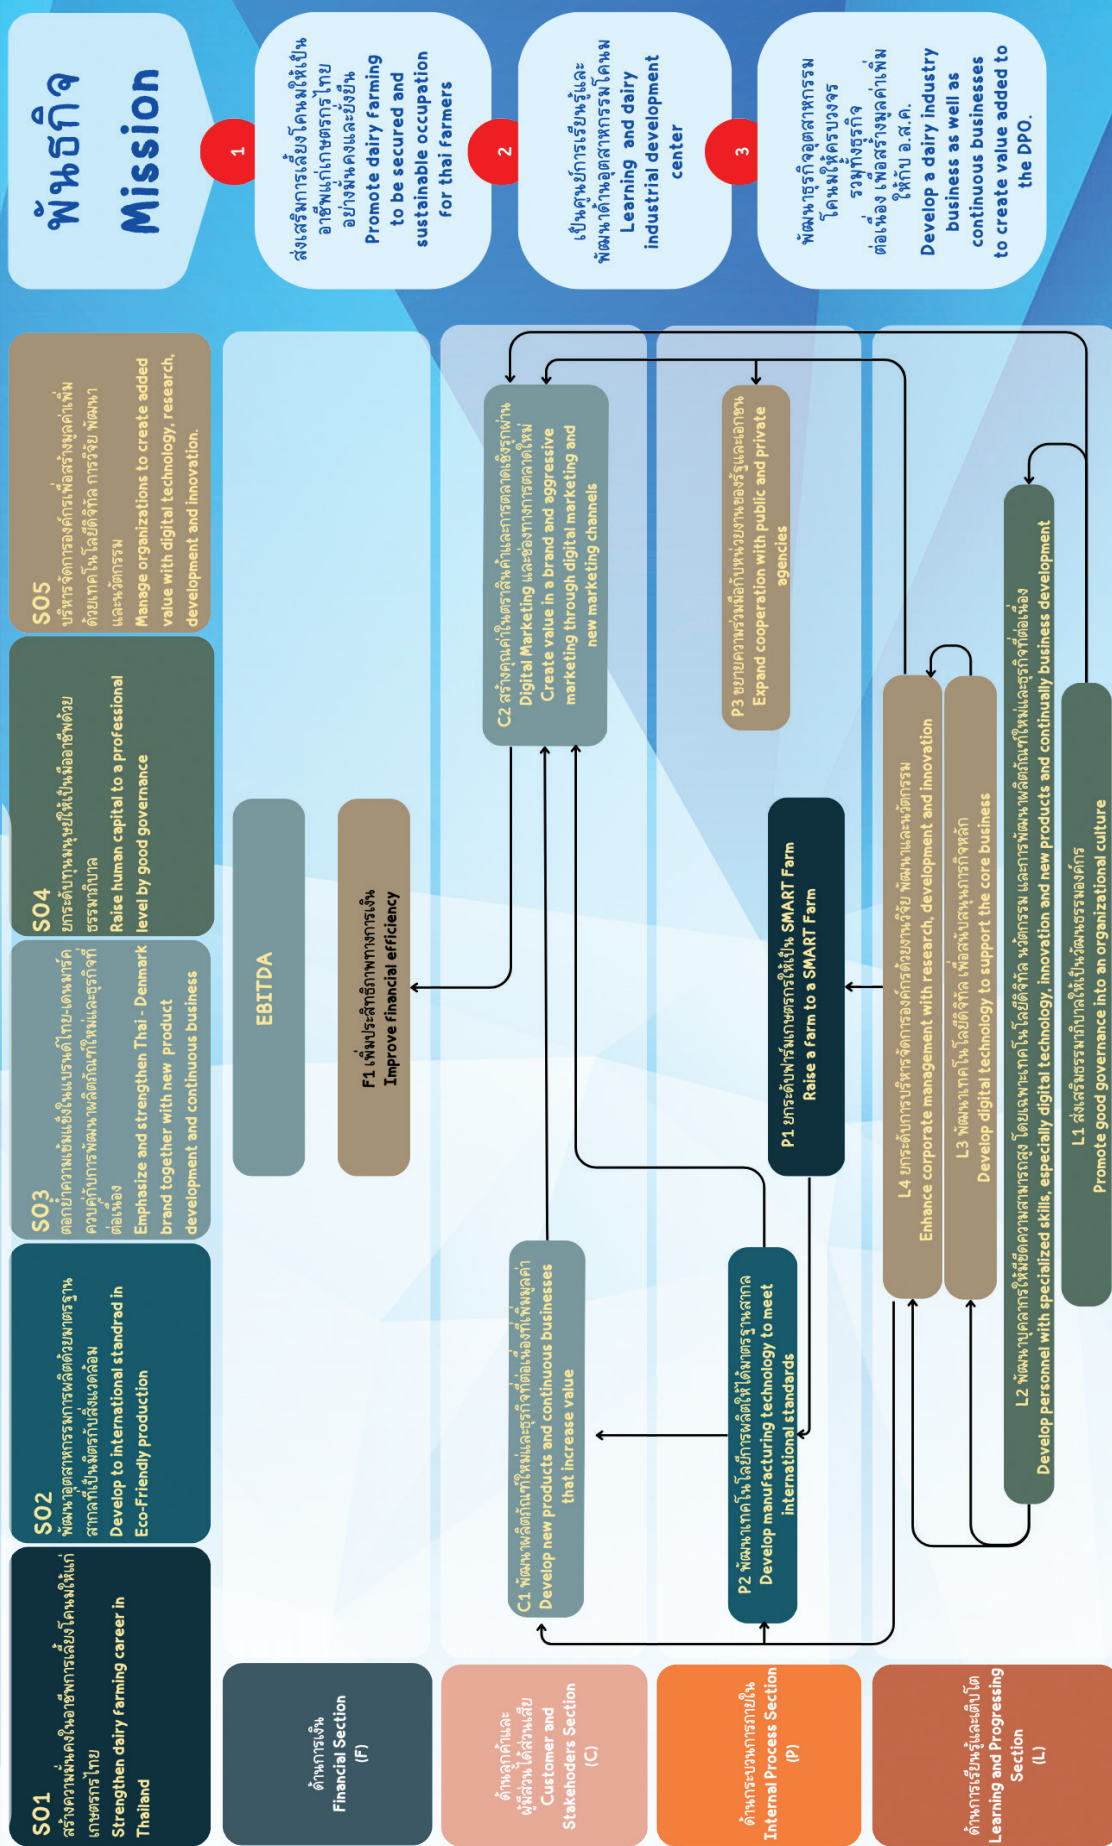 พันธกิจ
Mission
1
ส่งเสริมการเลี้ยงโคนมให้เป็น
อาชีพแก่เกษตรกรไทย
อย่างมั่นคงและยั่งยืน
Promote dairy farming
to be secured and
sustainable occupation
for thai farmers
2
เป็นศูนย์การเรียนรู้และ
พัฒนาด้านอุตสาหกรรมโคนม
Learning and dairy
industrial development
center
3
พัฒนาธุรกิจอุตสาหกรรม
โคนมให้ครบวงจร
รวมทั้งธุรกิจ
ต่อเนื่อง เพื่อสร้างมูลค่าเพิ่ม
ให้กับ อ.ส.ค.
Develop a dairy industry
business as well as
continuous businesses
to create value added to
the DPO.
SO1
สร้างความมั่นคงในอาชีพการเลี้ยงโคนมให้แก่
เกษตรกรไทย
Strengthen dairy farming career in
Thailand
SO2
พัฒนาอุตสาหกรรมการผลิตด้วยมาตรฐาน
สากลที่เป็นมิตรกับสิ่งแวดล้อม
Develop to international standrad in
Eco-Friendly production
SO3
ตอกย้ำความเข้มแข็งในแบรนด์ไทย-เดนมาร์ค
ควบคู่กับการพัฒนาผลิตภัณฑ์ใหม่และธุรกิจที่
ต่อเนื่อง
Emphasize and strengthen Thai - Denmark
brand together with new product
development and continuous business
SO4
ยกระดับทุนมนุษย์ให้เป็นมืออาชีพด้วย
ธรรมาภิบาล
Raise human capital to a professional
level by good governance
SO5
บริหารจัดการองค์กรเพื่อสร้างมูลค่าเพิ่ม
ด้วยเทคโนโลยีดิจิทัล การวิจัย พัฒนา
และนวัตกรรม
Manage organizations to create added
value with digital technology, research,
development and innovation.
ด้านการเงิน
Financial Section
(F)
EBITDA
F1 เพิ่มประสิทธิภาพทางการเงิน
Improve financial efficiency
ด้านลูกค้าและ
ผู้มีส่วนได้ส่วนเสีย
Customer and
Stakehoders Section
(C)
C1 พัฒนาผลิตภัณฑ์ใหม่และธุรกิจที่ต่อเนื่องที่เพิ่มมูลค่า
Develop new products and continuous businesses
that increase value
C2 สร้างคุณค่าในตราสินค้าและการตลาดเชิงรุกผ่าน
Digital Marketing และช่องทางการตลาดใหม่
Create value in a brand and aggressive
marketing through digital marketing and
new marketing channels
ด้านกระบวนการภายใน
Internal Process Section
(P)
P2 พัฒนาเทคโนโลยีการผลิตให้ได้มาตรฐานสากล
Develop manufacturing technology to meet
international standards
P1 ยกระดับฟาร์มเกษตรกรให้เป็น SMART Farm
Raise a farm to a SMART Farm
P3 ขยายความร่วมมือกับหน่วยงานของรัฐและเอกชน
Expand cooperation with public and private
agencies
ด้านการเรียนรู้และเติบโต
Learning and Progressing
Section
(L)
L4 ยกระดับการบริหารจัดการองค์กรด้วยงานวิจัย พัฒนาและนวัตกรรม
Enhance corporate management with research, development and innovation
L3 พัฒนาเทคโนโลยีดิจิทัล เพื่อสนับสนุนภารกิจหลัก
Develop digital technology to support the core business
L2 พัฒนาบุคลากรให้มีขีดความสามารถสูง โดยเฉพาะเทคโนโลยีดิจิทัล นวัตกรรม และการพัฒนาผลิตภัณฑ์ใหม่และธุรกิจที่ต่อเนื่อง
Develop personnel with specialized skills, especially digital technology, innovation and new products and continually business development
L1 ส่งเสริมธรรมาภิบาลให้เป็นวัฒนธรรมองค์กร
Promote good governance into an organizational culture